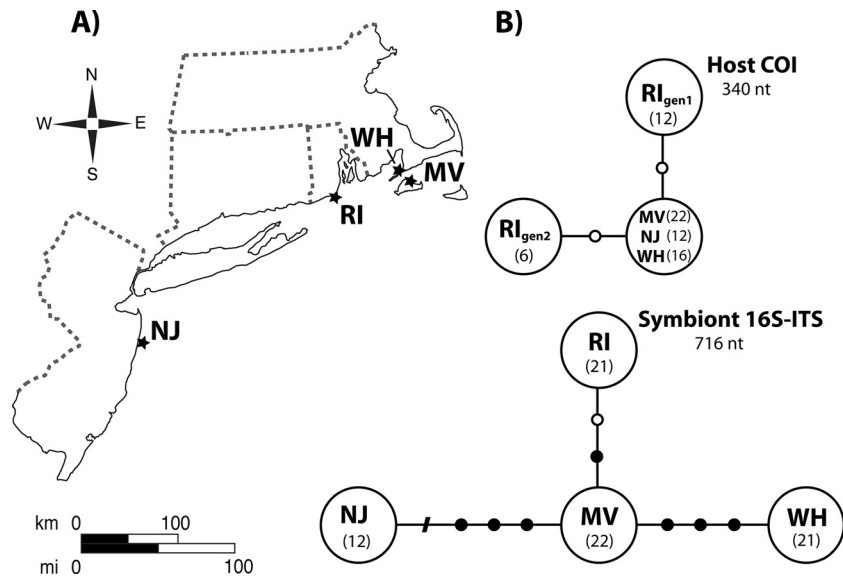 A)
N
W
E
S
WH
MV
RI
NJ
km 0 100
mi 0 100
B)
Host COI
340 nt
RIgen1
(12)
RIgen2
(6)
MV(22)
NJ (12)
WH(16)
Symbiont 16S-ITS
716 nt
RI
(21)
NJ
(12)
MV
(22)
WH
(21)